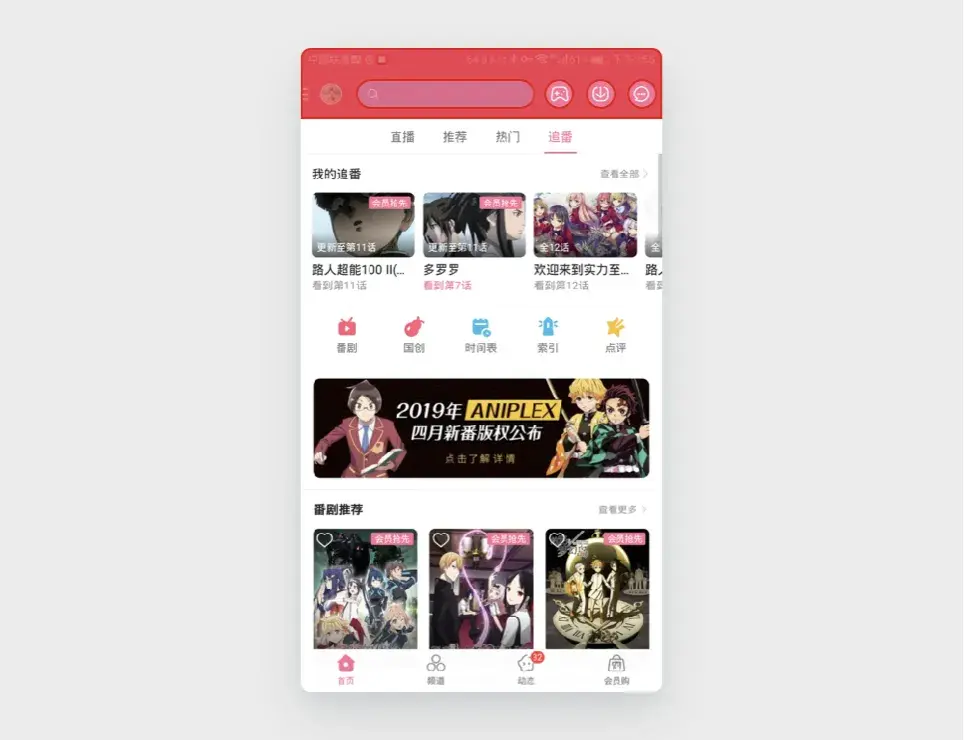 直播 推荐 热门 追番
我的追番 查看全部
会员抢先 会员抢先
更新至第11话 更新至第11话 全12话 全
路人超能100 II(... 多罗罗 欢迎来到实力至... 路
看到第11话 看到第7话 看到第12话 看
番剧 国创 时间表 索引 点评
2019年 ANIPLEX
四月新番版权公布
点击了解详情
番剧推荐 查看更多
会员抢先 会员抢先 会员抢先
32
首页 频道 动态 会员购